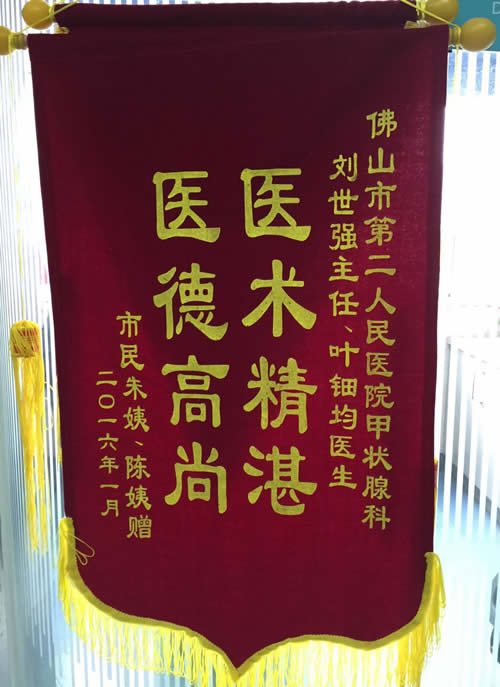 佛山市第二人民医院甲状腺科
刘世强主任、叶钿均医生
医术精湛
医德高尚
市民朱姨、陈姨赠
二〇一六年一月